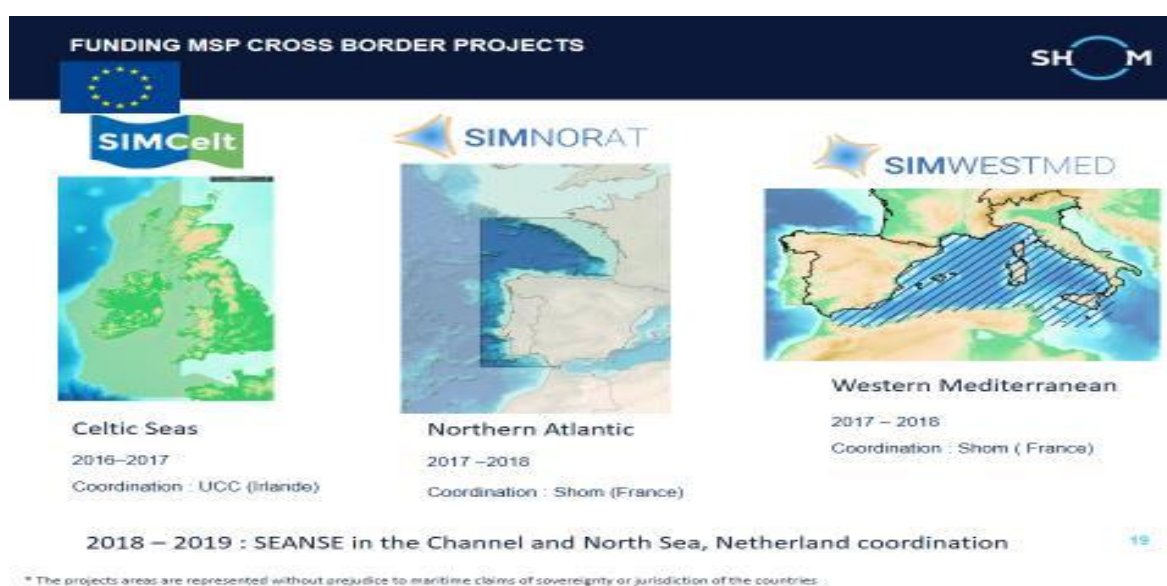 FUNDING MSP CROSS BORDER PROJECTS
SHOM
SIMCelt
SIMNORAT
SIMWESTMED
Celtic Seas
2016–2017
Coordination : UCC (Irlande)
Northern Atlantic
2017 –2018
Coordination : Shom (France)
Western Mediterranean
2017 – 2018
Coordination : Shom ( France)
2018 – 2019 : SEANSE in the Channel and North Sea, Netherland coordination
19
* The projects areas are represented without prejudice to maritime claims of sovereignty or jurisdiction of the countries